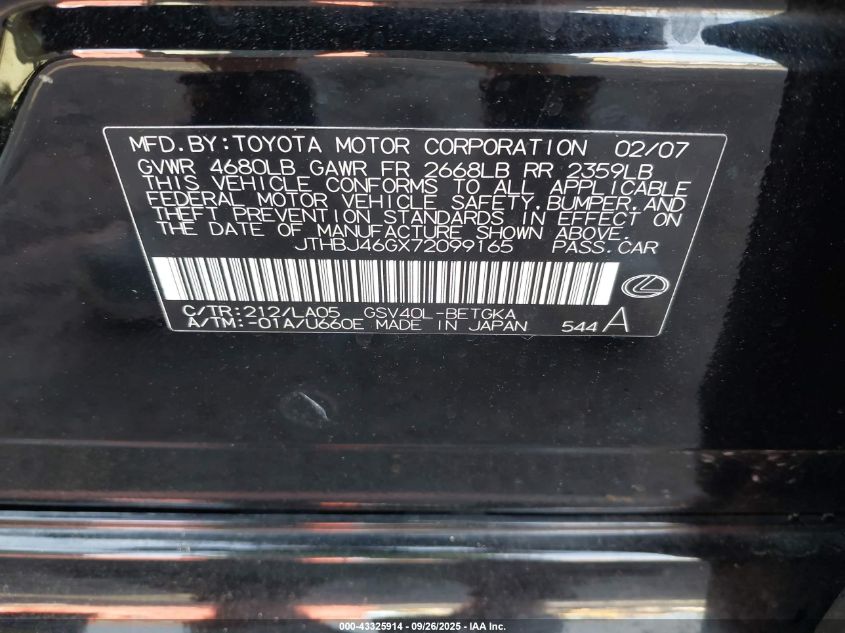 MFD.BY:TOYOTA MOTOR CORPORATION 02/07
GVWR 4680LB GAWR FR 2668LB RR 2359LB
THIS VEHICLE CONFORMS TO ALL APPLICABLE
FEDERAL MOTOR VEHICLE SAFETY,BUMPER,AND
THEFT PREVENTION STANDARDS IN EFFECT ON
THE DATE OF MANUFACTURE SHOWN ABOVE.
JTHBJ46GX72099165 PASS.CAR
C/TR:212/LA05 GSV40L-BETGKA
A/TM:-01A/U660E MADE IN JAPAN 544 A
000-43325914 - 09/26/2025 - IAA Inc.